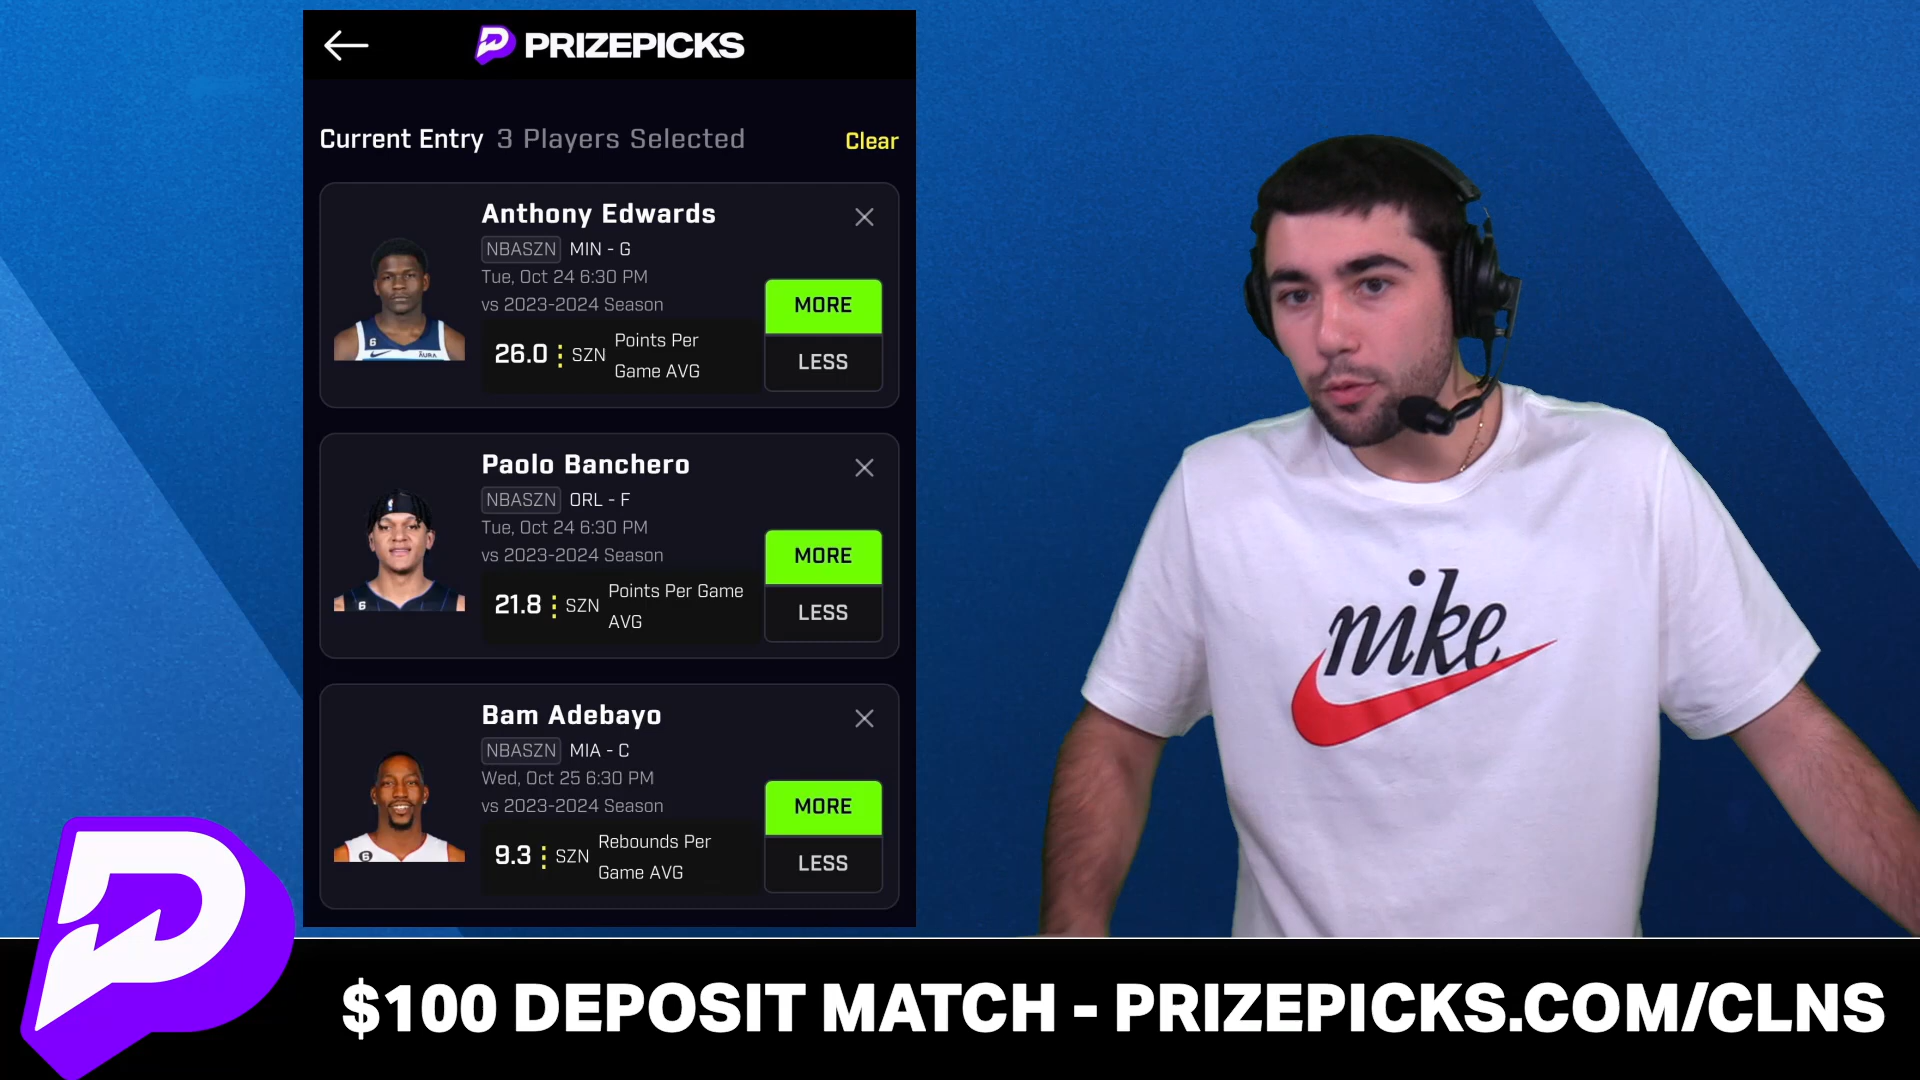 PRIZEPICKS
Current Entry 3 Players Selected Clear
Anthony Edwards
NBASZN MIN - G
Tue, Oct 24 6:30 PM
vs 2023-2024 Season
MORE
26.0 SZN Points Per Game AVG
LESS
6
AURA
Paolo Banchero
NBASZN ORL - F
Tue, Oct 24 6:30 PM
vs 2023-2024 Season
MORE
21.8 SZN Points Per Game AVG
LESS
6
Bam Adebayo
NBASZN MIA - C
Wed, Oct 25 6:30 PM
vs 2023-2024 Season
MORE
9.3 SZN Rebounds Per Game AVG
LESS
6
nike
$100 DEPOSIT MATCH - PRIZEPICKS.COM/CLNS